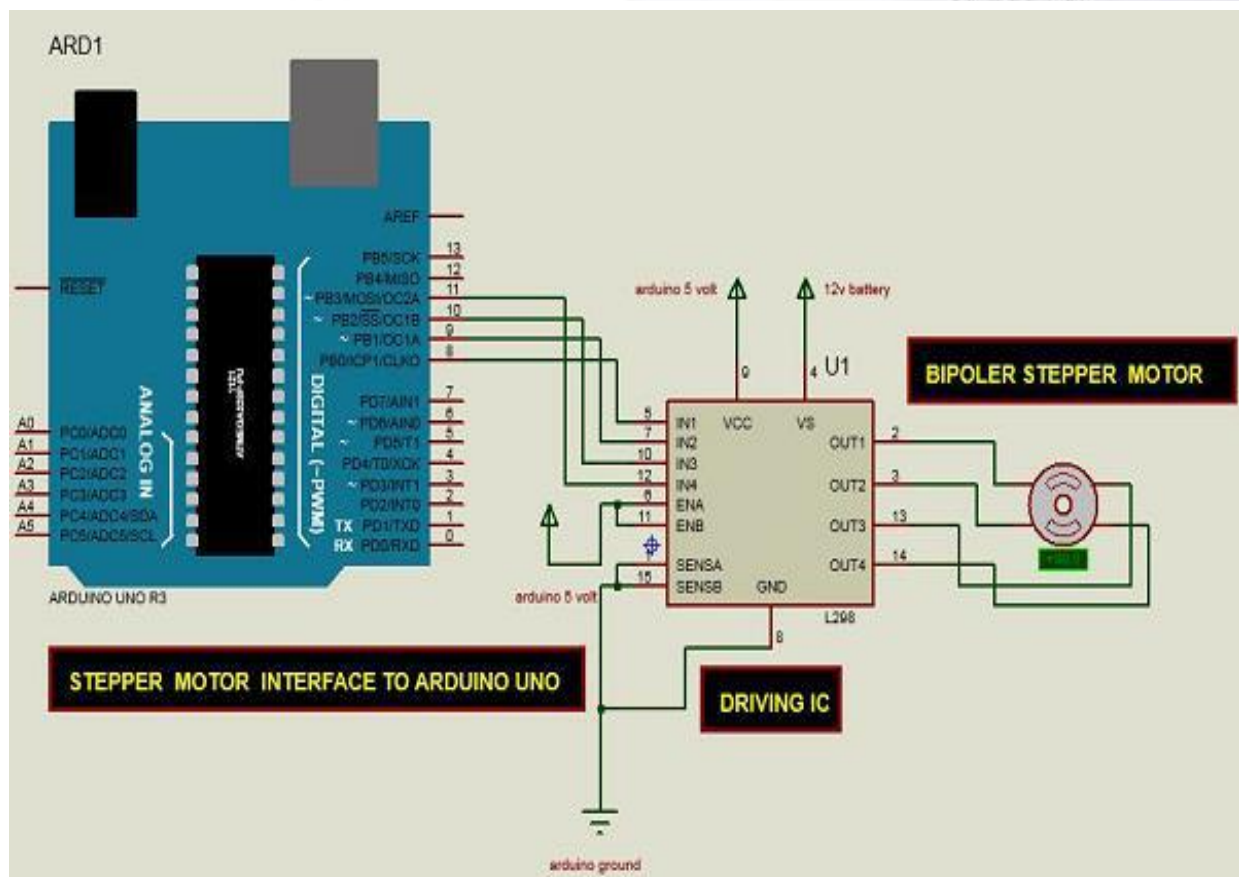 ARD1
AREF
13
PB5/SCK
12
PB4/MISO
RESET
11
~PB3/MOSI/OC2A
10
~ PB2/SS/OC1B
9
~ PB1/OC1A
8
PB0/ICP1/CLKO
arduino 5 volt
12v battery
9
4
U1
BIPOLER STEPPER MOTOR
ANALOG IN
DIGITAL (~PWM)
7
PD7/AIN1
6
~ PD6/AIN0
5
~ PD5/T1
4
PD4/T0/XCK
3
~ PD3/INT1
2
PD2/INT0
1
TX PD1/TXD
0
RX PD0/RXD
A0
PC0/ADC0
A1
PC1/ADC1
A2
PC2/ADC2
A3
PC3/ADC3
A4
PC4/ADC4/SDA
A5
PC5/ADC5/SCL
5
IN1
VCC
VS
7
IN2
OUT1
2
10
IN3
12
IN4
OUT2
3
6
ENA
11
ENB
OUT3
13
1
SENSA
OUT4
14
15
SENSB
GND
8
L298
ARDUINO UNO R3
arduino 5 volt
STEPPER MOTOR INTERFACE TO ARDUINO UNO
DRIVING IC
arduino ground